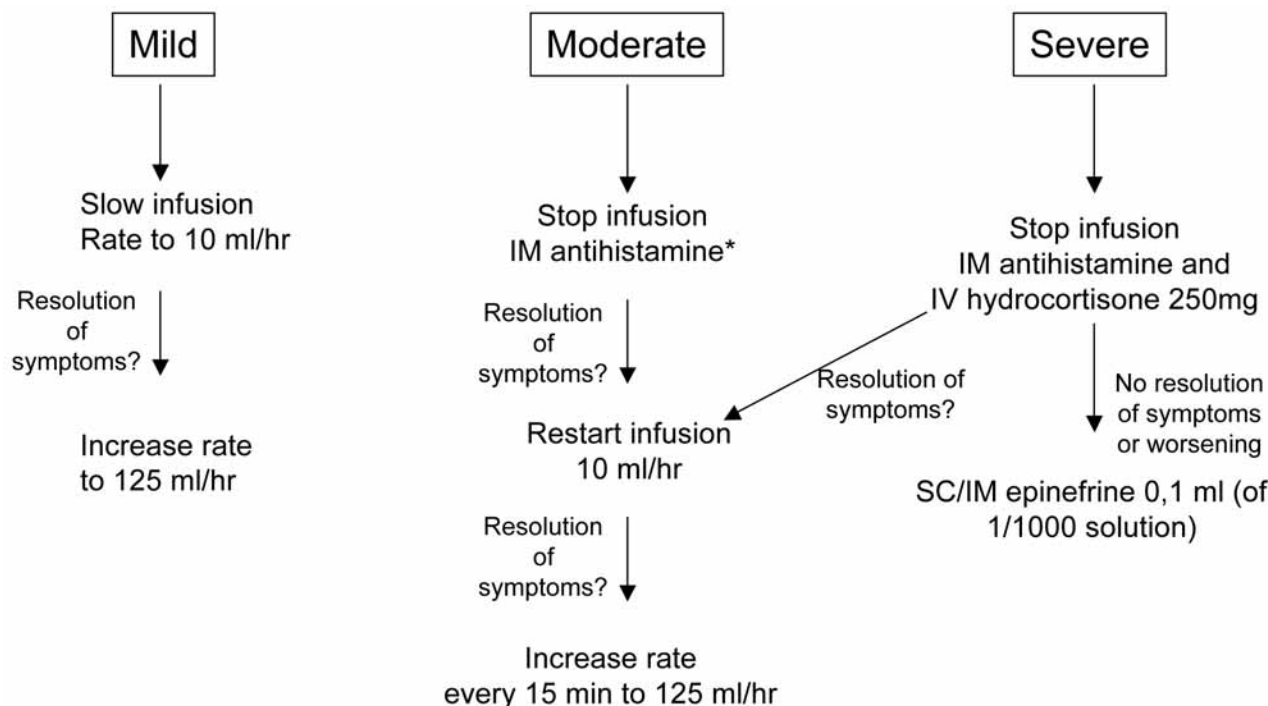 Mild
Slow infusion
Rate to 10 ml/hr
Resolution
of
symptoms?
Increase rate
to 125 ml/hr
Moderate
Stop infusion
IM antihistamine*
Resolution
of
symptoms?
Restart infusion
10 ml/hr
Resolution
of
symptoms?
Increase rate
every 15 min to 125 ml/hr
Severe
Stop infusion
IM antihistamine and
IV hydrocortisone 250mg
Resolution of
symptoms?
No resolution
of symptoms
or worsening
SC/IM epinefrine 0,1 ml (of
1/1000 solution)